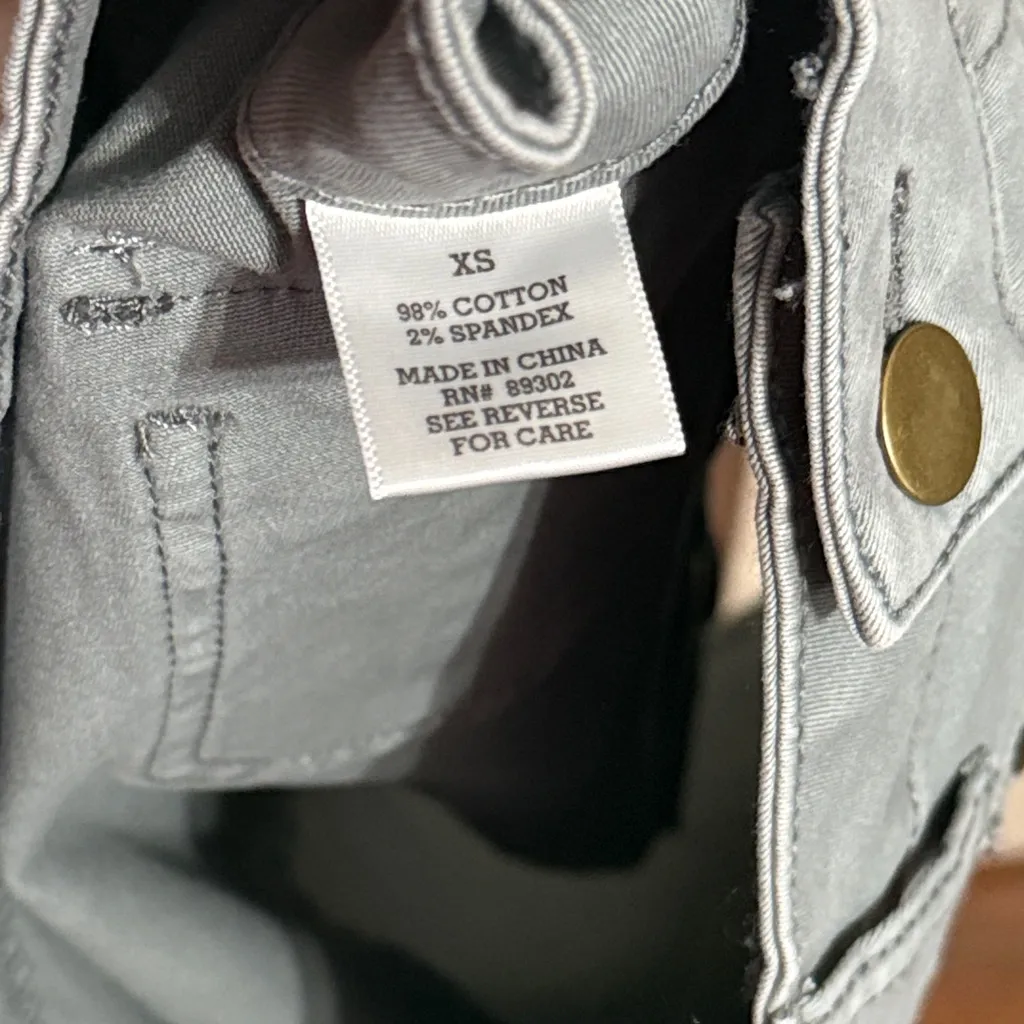 XS
98% COTTON
2% SPANDEX
MADE IN CHINA
RN# 89302
SEE REVERSE
FOR CARE